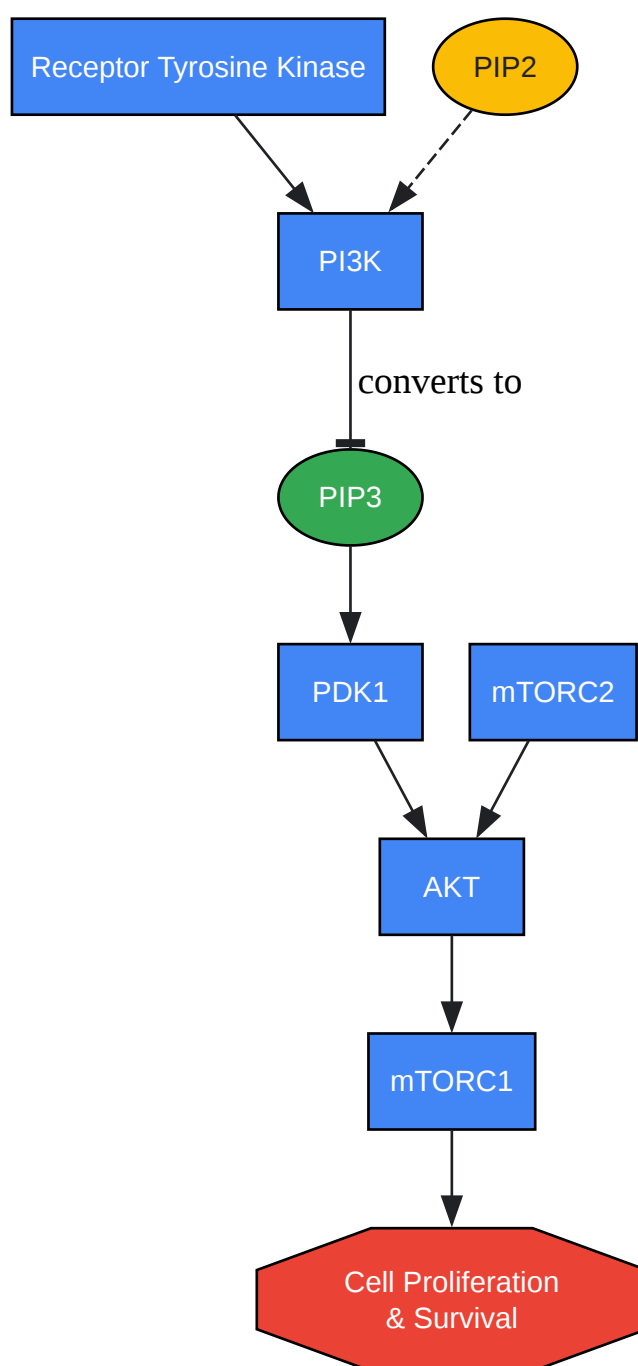 Receptor Tyrosine Kinase
PIP2
PI3K
converts to
PIP3
PDK1
mTORC2
AKT
mTORC1
Cell Proliferation
& Survival